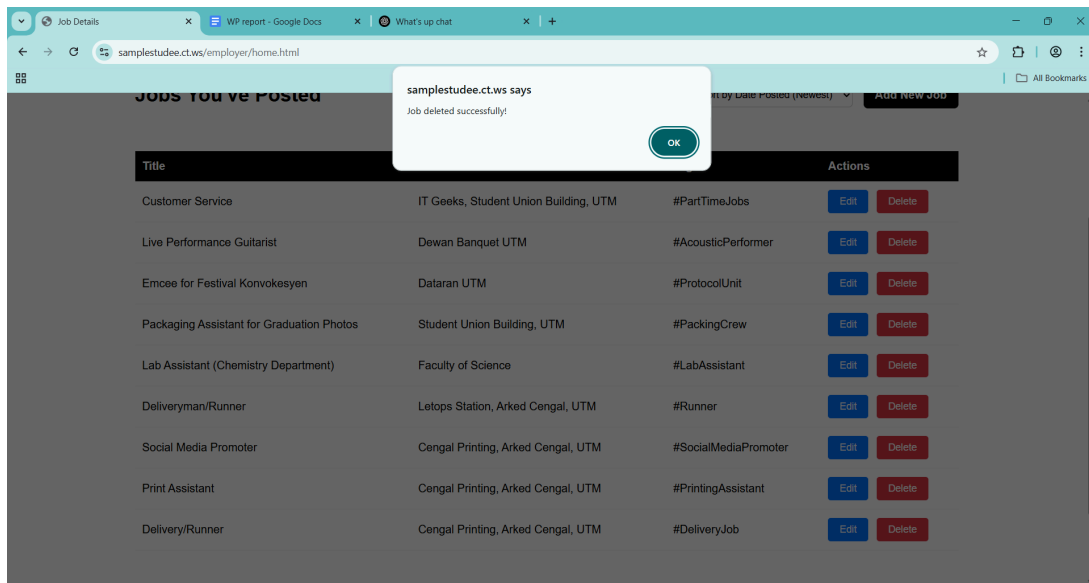 Job Details
WP report - Google Docs
What's up chat
samplestudee.ct.ws/employer/home.html
All Bookmarks
samplestudee.ct.ws says
Job deleted successfully!
OK
Jobs You've Posted
by Date Posted (Newest)
Add New Job
Title
Actions
Customer Service IT Geeks, Student Union Building, UTM #PartTimeJobs Edit Delete
Live Performance Guitarist Dewan Banquet UTM #AcousticPerformer Edit Delete
Emcee for Festival Konvokesyen Dataran UTM #ProtocolUnit Edit Delete
Packaging Assistant for Graduation Photos Student Union Building, UTM #PackingCrew Edit Delete
Lab Assistant (Chemistry Department) Faculty of Science #LabAssistant Edit Delete
Deliveryman/Runner Letops Station, Arked Cengal, UTM #Runner Edit Delete
Social Media Promoter Cengal Printing, Arked Cengal, UTM #SocialMediaPromoter Edit Delete
Print Assistant Cengal Printing, Arked Cengal, UTM #PrintingAssistant Edit Delete
Delivery/Runner Cengal Printing, Arked Cengal, UTM #DeliveryJob Edit Delete